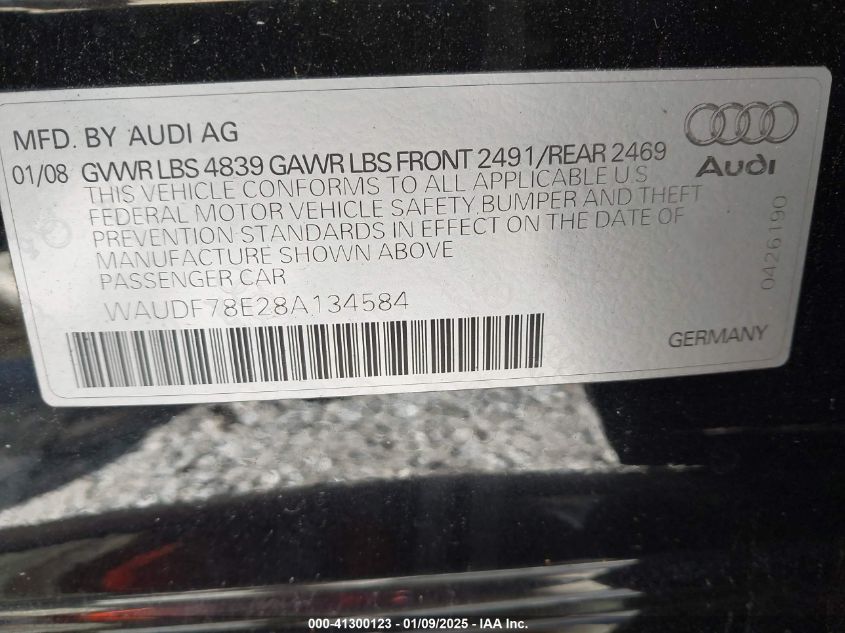 MFD. BY AUDI AG
01/08 GVWR LBS 4839 GAWR LBS FRONT 2491/REAR 2469
THIS VEHICLE CONFORMS TO ALL APPLICABLE U.S
FEDERAL MOTOR VEHICLE SAFETY,BUMPER AND THEFT
PREVENTION STANDARDS IN EFFECT ON THE DATE OF
MANUFACTURE SHOWN ABOVE
PASSENGER CAR
WAUDF78E28A134584
Audi
0426190
GERMANY
000-41300123 - 01/09/2025 - IAA Inc.